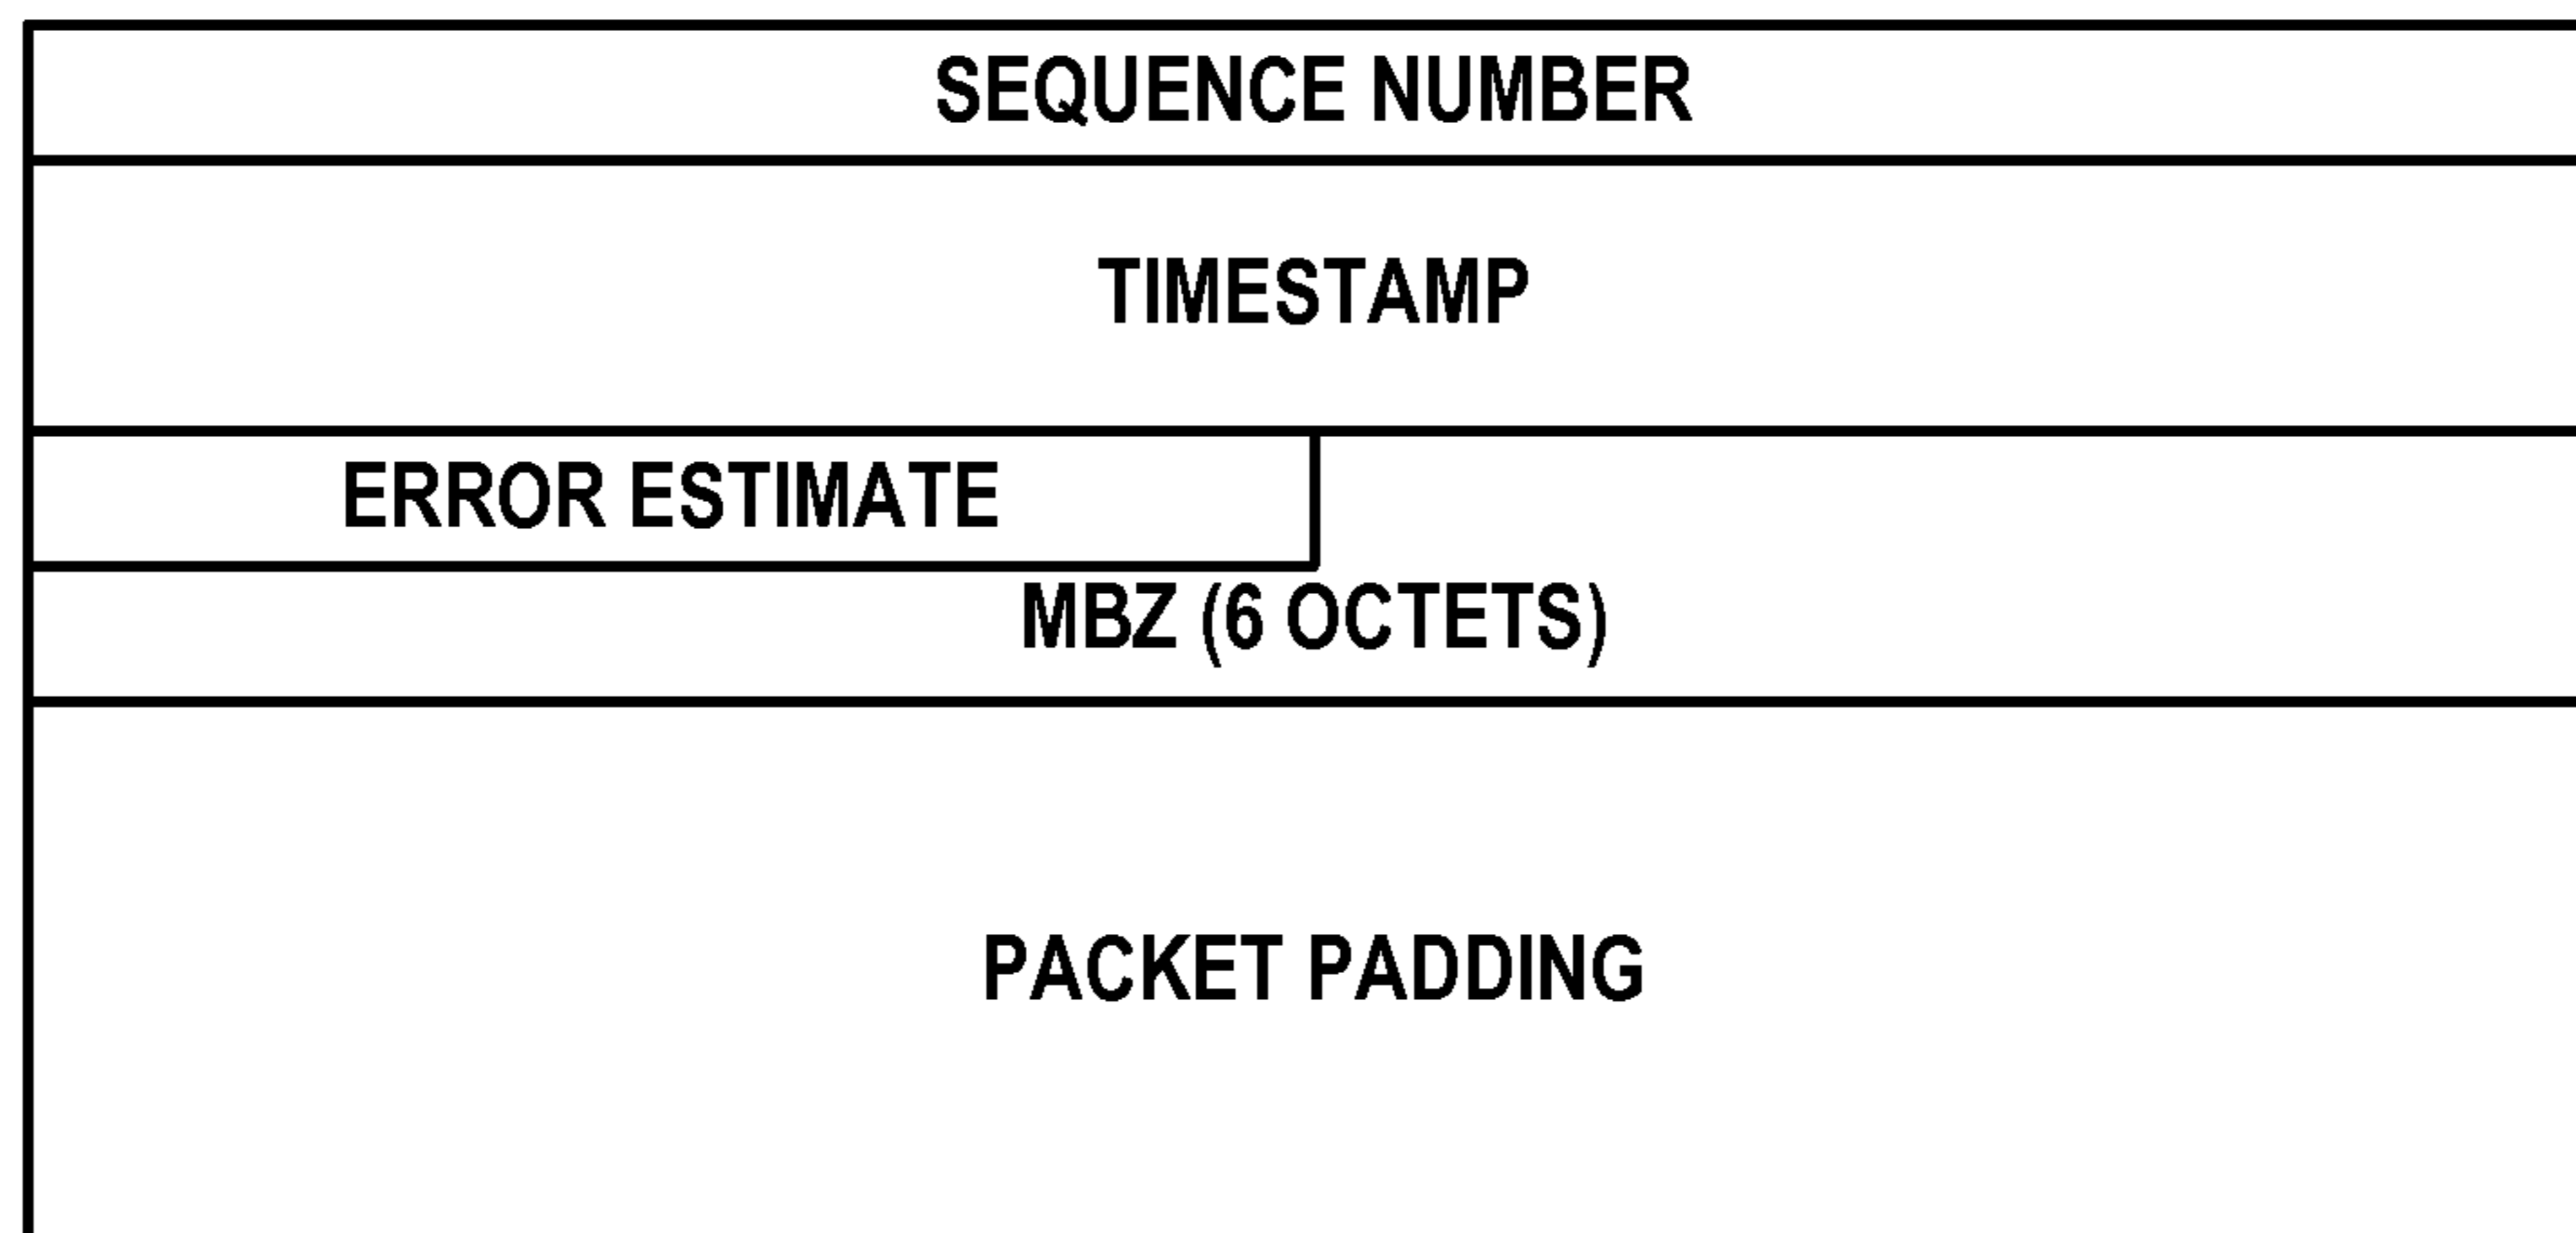 SEQUENCE NUMBER
TIMESTAMP
ERROR ESTIMATE
MBZ (6 OCTETS)
PACKET PADDING